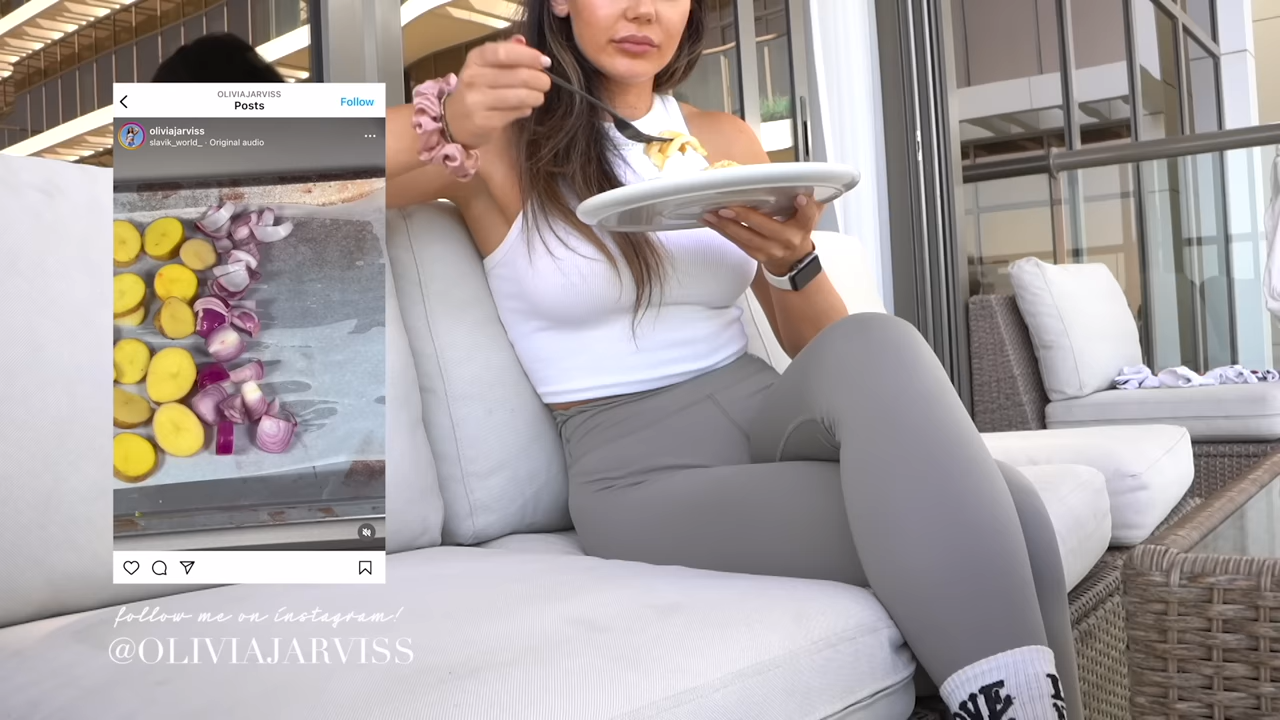 OLIVIAJARVISS
Posts
Follow
oliviajarviss
slavik_world_ · Original audio
follow me on instagram!
@OLIVIAJARVISS